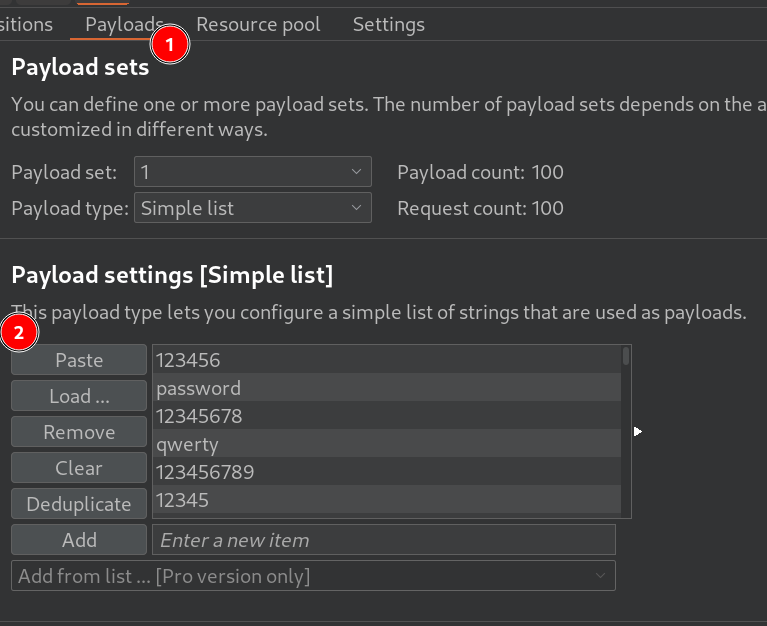 sitions Payloads Resource pool Settings
1
Payload sets
You can define one or more payload sets. The number of payload sets depends on the a
customized in different ways.
Payload set: 1 Payload count: 100
Payload type: Simple list Request count: 100
Payload settings [Simple list]
This payload type lets you configure a simple list of strings that are used as payloads.
2
Paste 123456
password
Load ...
12345678
Remove qwerty
123456789
Clear
12345
Deduplicate
Add Enter a new item
Add from list ... [Pro version only]